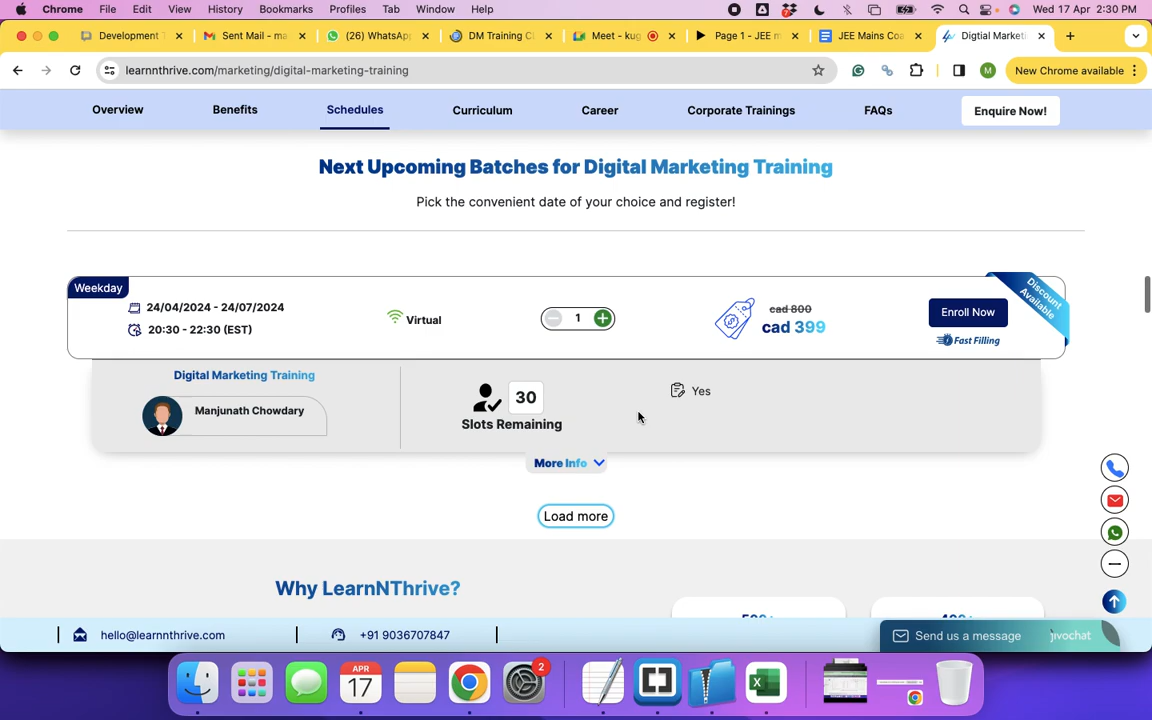 Chrome File Edit View History Bookmarks Profiles Tab Window Help Wed 17 Apr 2:30 PM
Development T Sent Mail - ma (26) WhatsApp DM Training Cl Meet - kug Page 1 - JEE m JEE Mains Coa Digtial Market
learnnthrive.com/marketing/digital-marketing-training M New Chrome available
Overview Benefits Schedules Curriculum Career Corporate Trainings FAQs Enquire Now!
Next Upcoming Batches for Digital Marketing Training
Pick the convenient date of your choice and register!
Weekday
Discount Available
24/04/2024 - 24/07/2024
20:30 - 22:30 (EST)
Virtual
1
cad 800
cad 399
Enroll Now
Fast Filling
Digital Marketing Training
Manjunath Chowdary
30
Slots Remaining
Yes
More Info
Load more
Why LearnNThrive?
hello@learnnthrive.com +91 9036707847
Send us a message jivochat
APR
17
2